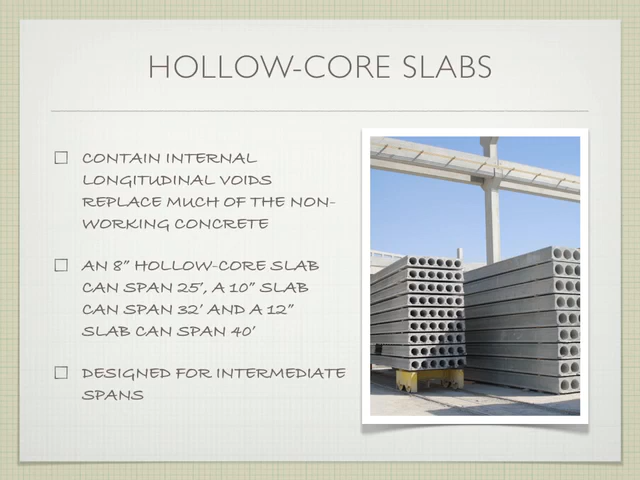 HOLLOW-CORE SLABS
CONTAIN INTERNAL
LONGITUDINAL VOIDS
REPLACE MUCH OF THE NON-
WORKING CONCRETE
AN 8” HOLLOW-CORE SLAB
CAN SPAN 25’, A 10” SLAB
CAN SPAN 32’ AND A 12”
SLAB CAN SPAN 40’
DESIGNED FOR INTERMEDIATE
SPANS